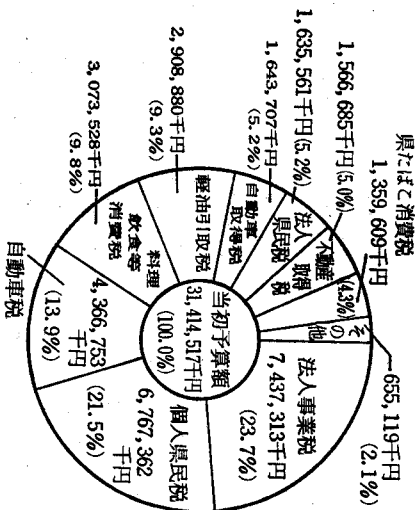 当初予算額
31,414,517千円
(100.0%)
法人事業税
7,437,313千円
(23.7%)
個人県民税
6,767,362
千円
(21.5%)
自動車税
4,366,753
千円
(13.9%)
料理
飲食等
消費税
3,073,528千円
(9.8%)
軽油引取税
2,908,880千円
(9.3%)
自動車
取得税
1,643,707千円
(5.2%)
法人
県民税
1,635,561千円(5.2%)
不動産
取得
税
1,566,685千円(5.0%)
県たばこ消費税
1,359,609千円
(4.3%)
その他
655,119千円
(2.1%)